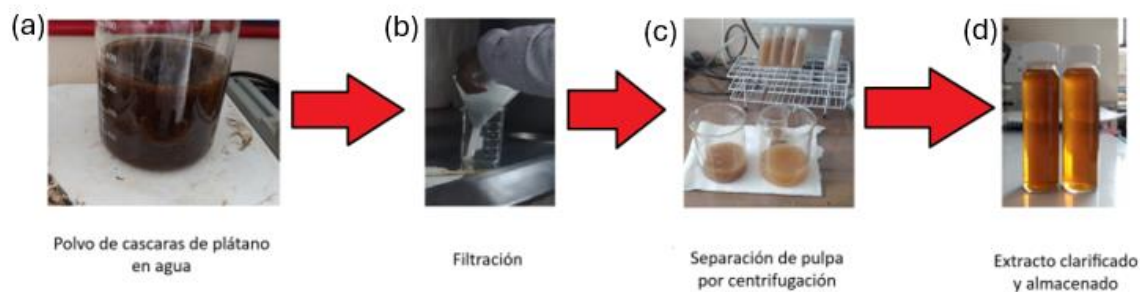 (a)
(b)
(c)
(d)
Polvo de cascaras de plátano
en agua
Filtración
Separación de pulpa
por centrifugación
Extracto clarificado
y almacenado